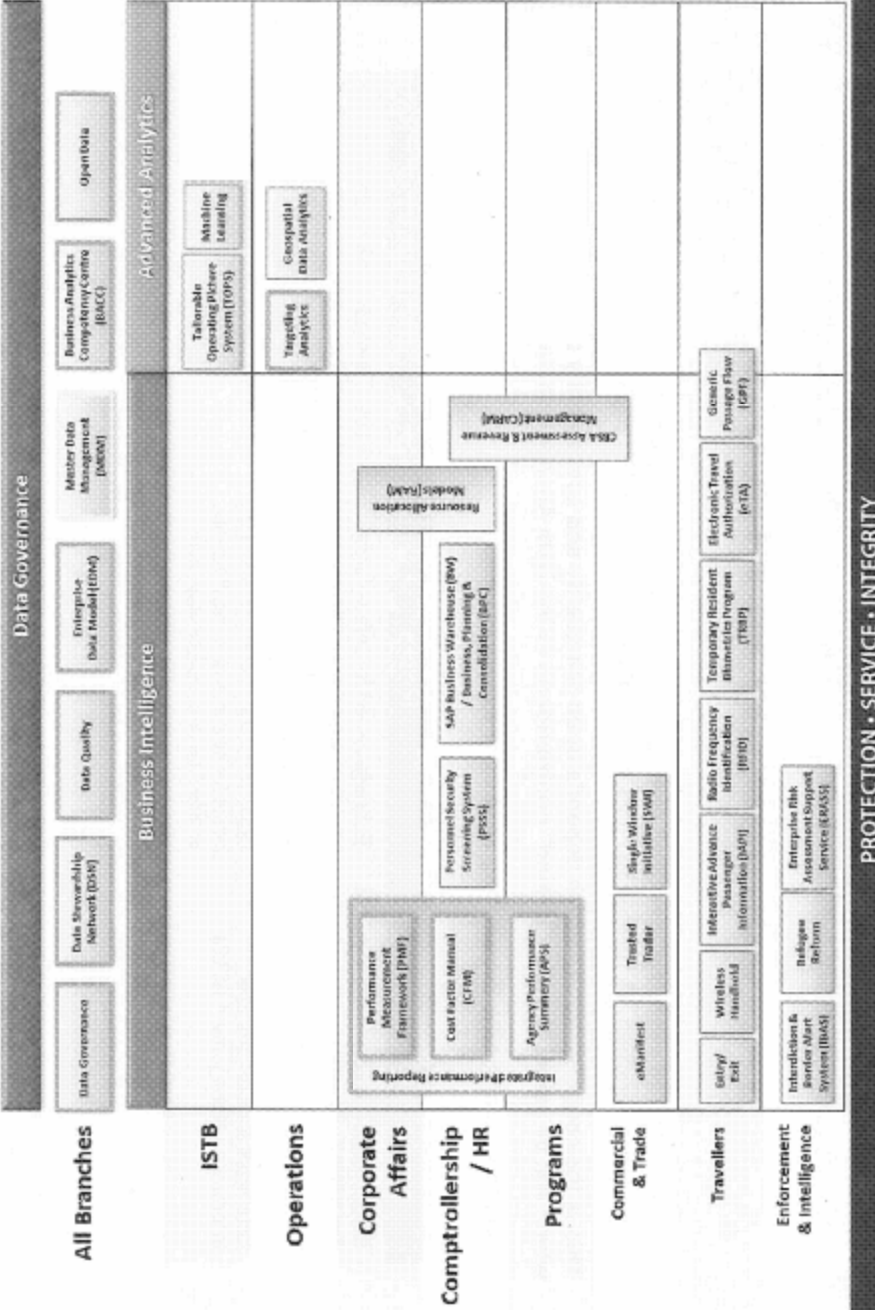 Data Governance
All Branches
Data Governance
Data Stewardship
Network (DSN)
Data Quality
Enterprise
Data Model (EDM)
Master Data
Management
(MDM)
Business Analytics
Competency Centre
(BACC)
Open Data
Business Intelligence
Advanced Analytics
ISTB
Tailorable
Operating Picture
System (TOPS)
Machine
Learning
Operations
Targeting
Analytics
Geospatial
Data Analytics
Corporate
Affairs
Integrated Performance Reporting
Performance
Measurement
Framework (PMF)
Resource Allocation
Models (RAM)
Comptrollership
/ HR
Cost Factor Manual
(CFM)
Personnel Security
Screening System
(PSSS)
SAP Business Warehouse (BW)
/ Business, Planning &
Consolidation (BPC)
CBSA Assessment & Revenue
Management (CARM)
Programs
Agency Performance
Summary (APS)
Commercial
& Trade
eManifest
Trusted
Trader
Single Window
Initiative (SWI)
Travellers
Entry/
Exit
Wireless
Handheld
Interactive Advance
Passenger
Information (IAPI)
Radio Frequency
Identification
(RFID)
Temporary Resident
Biometrics Program
(TRBP)
Electronic Travel
Authorization
(eTA)
Generic
Passage Flow
(GPF)
Enforcement
& Intelligence
Interdiction &
Border Alert
System (IBAS)
Refugee
Reform
Enterprise Risk
Assessment Support
Service (ERASS)
PROTECTION • SERVICE • INTEGRITY